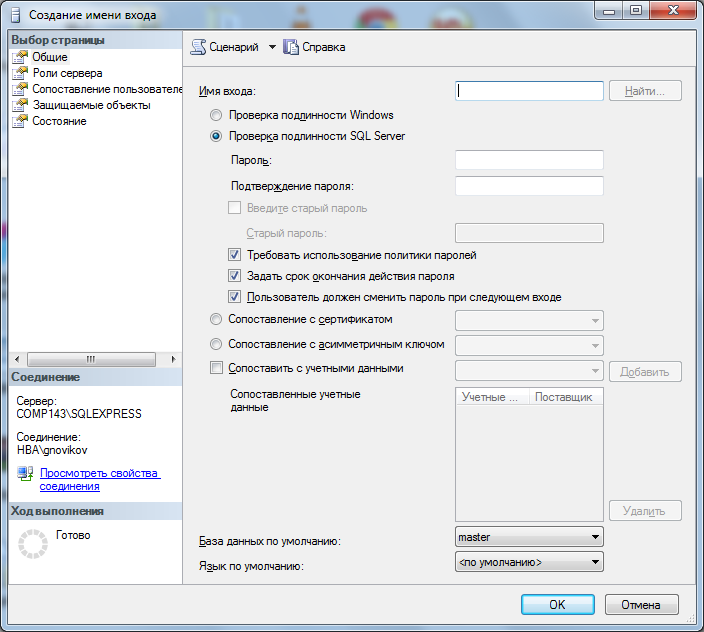 Создание имени входа
Выбор страницы
Общие
Роли сервера
Сопоставление пользователе
Защищаемые объекты
Состояние
Сценарий
Справка
Имя входа:
Найти...
Проверка подлинности Windows
Проверка подлинности SQL Server
Пароль:
Подтверждение пароля:
Введите старый пароль
Старый пароль:
Требовать использование политики паролей
Задать срок окончания действия пароля
Пользователь должен сменить пароль при следующем входе
Сопоставление с сертификатом
Сопоставление с асимметричным ключом
Сопоставить с учетными данными
Добавить
Сопоставленные учетные
данные
Учетные ... Поставщик
Удалить
База данных по умолчанию:
master
Язык по умолчанию:
<по умолчанию>
Соединение
Сервер:
COMP143\SQLEXPRESS
Соединение:
HBA\gnovikov
Просмотреть свойства
соединения
Ход выполнения
Готово
OK
Отмена